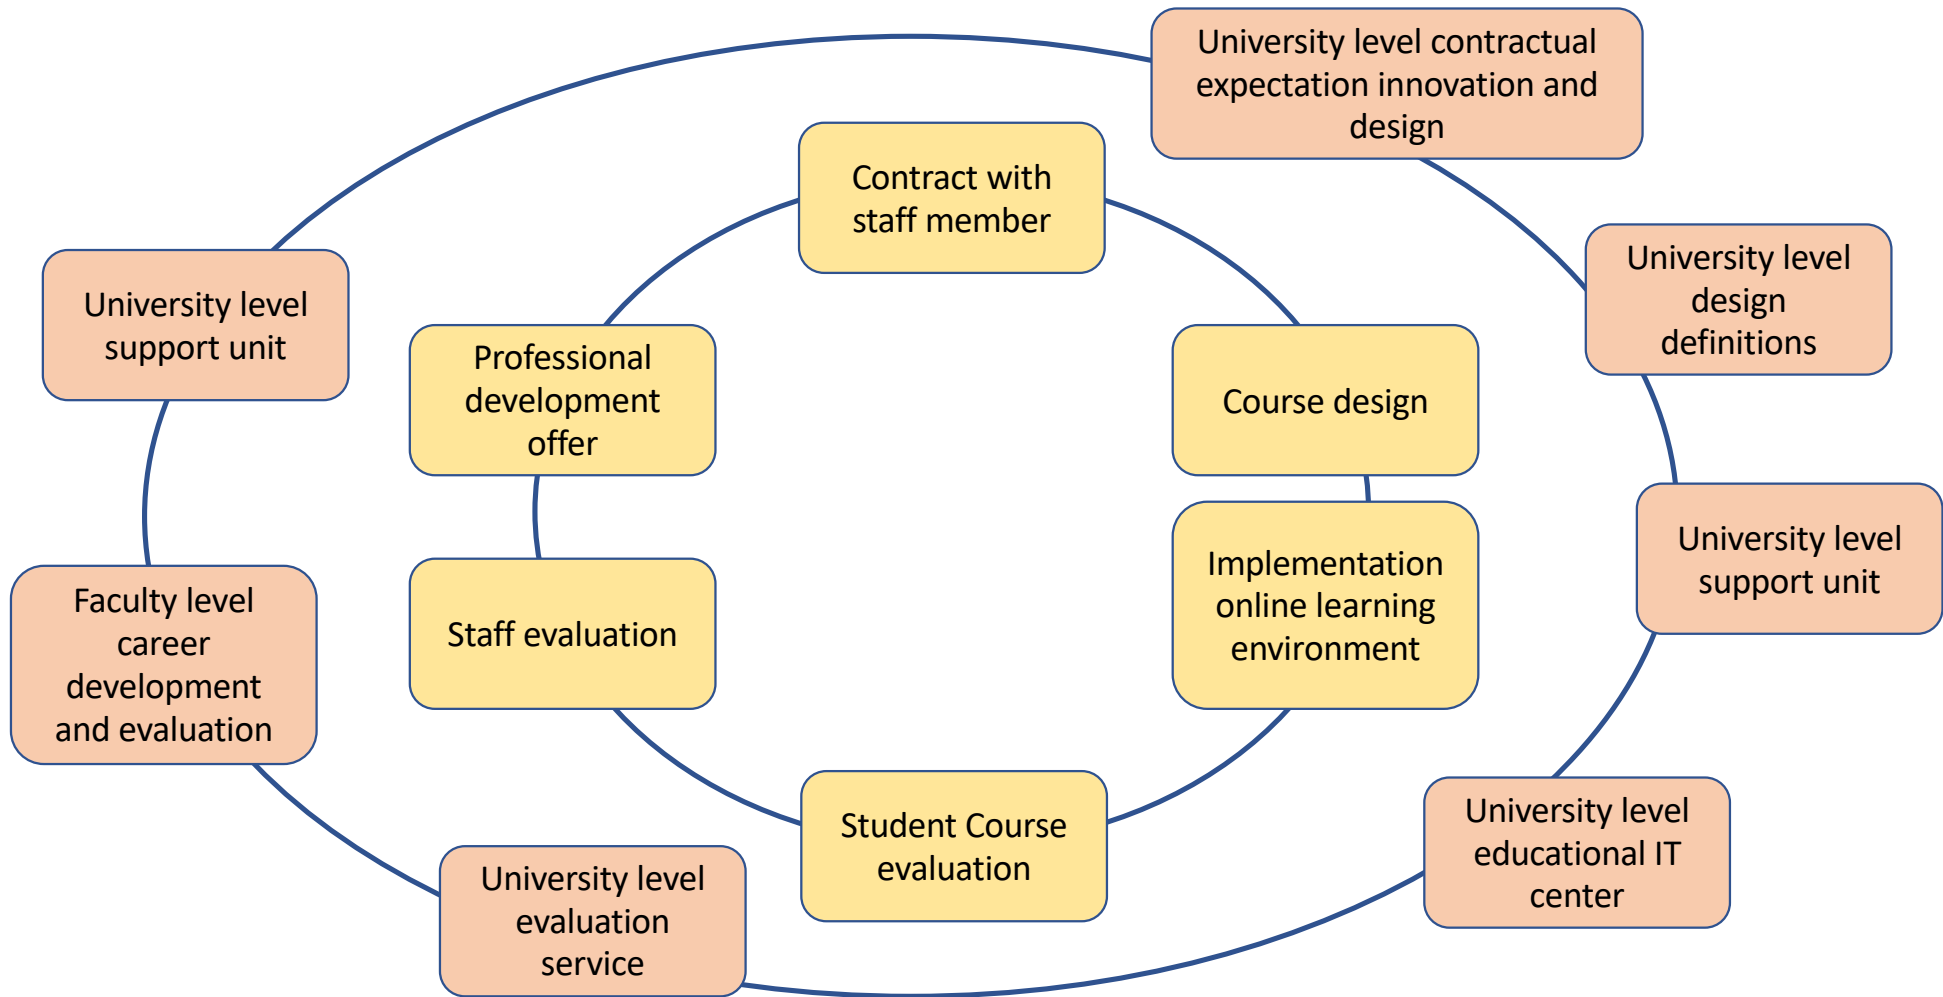 University level contractual
expectation innovation and
design
Contract with
staff member
University level
design
definitions
University level
support unit
Professional
development
offer
Course design
University level
support unit
Implementation
online learning
environment
Faculty level
career
development
and evaluation
Staff evaluation
University level
educational IT
center
Student Course
evaluation
University level
evaluation
service